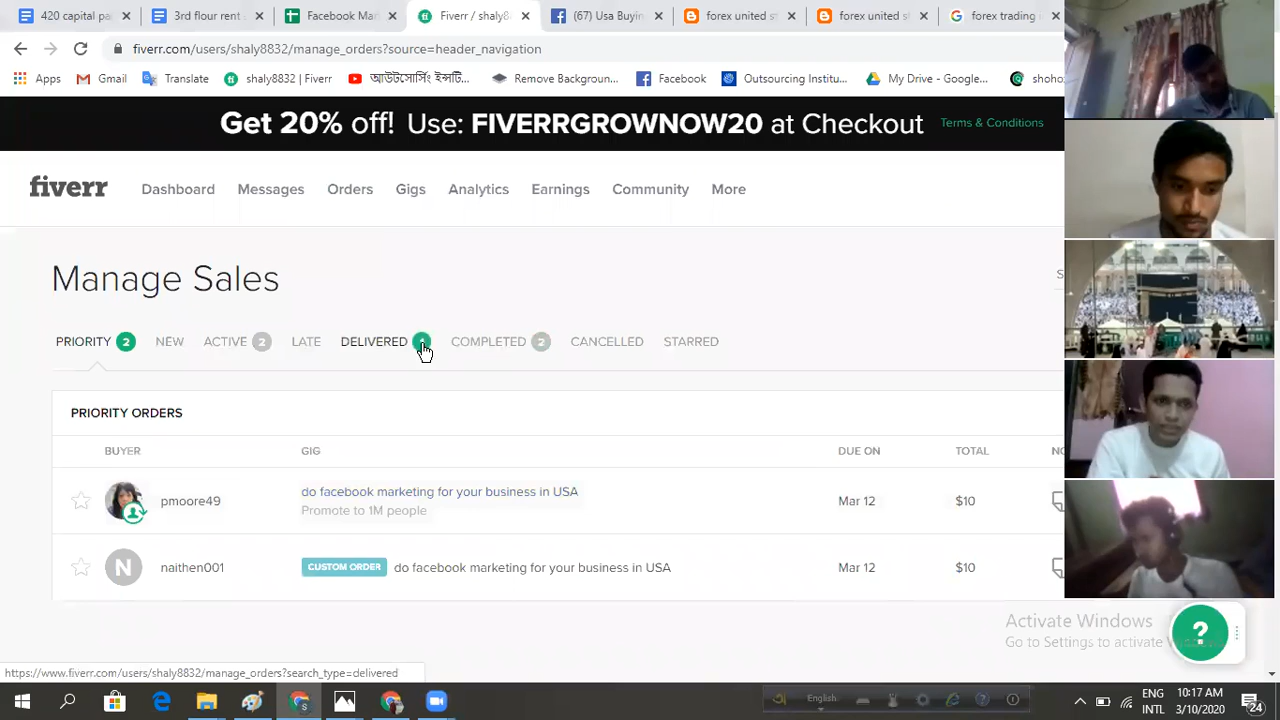 420 capital pa
3rd flour rent
Facebook Mar
Fiverr / shaly8
(67) Usa Buyin
forex united st
forex united st
forex trading
fiverr.com/users/shaly8832/manage_orders?source=header_navigation
Apps
Gmail
Translate
shaly8832 | Fiverr
আউটসোর্সিং ইন্সটি...
Remove Backgroun...
Facebook
Outsourcing Institu...
My Drive - Google...
shoho
Get 20% off! Use: FIVERRGROWNOW20 at Checkout
Terms & Conditions
fiverr
Dashboard
Messages
Orders
Gigs
Analytics
Earnings
Community
More
Manage Sales
S
PRIORITY 2
NEW
ACTIVE 2
LATE
DELIVERED
COMPLETED 2
CANCELLED
STARRED
PRIORITY ORDERS
BUYER
GIG
DUE ON
TOTAL
NO
pmoore49
do facebook marketing for your business in USA
Promote to 1M people
Mar 12
$10
N
naithen001
CUSTOM ORDER
do facebook marketing for your business in USA
Mar 12
$10
Activate Windows
Go to Settings to activate
?
https://www.fiverr.com/users/shaly8832/manage_orders?search_type=delivered
English
ENG
INTL
10:17 AM
3/10/2020
24